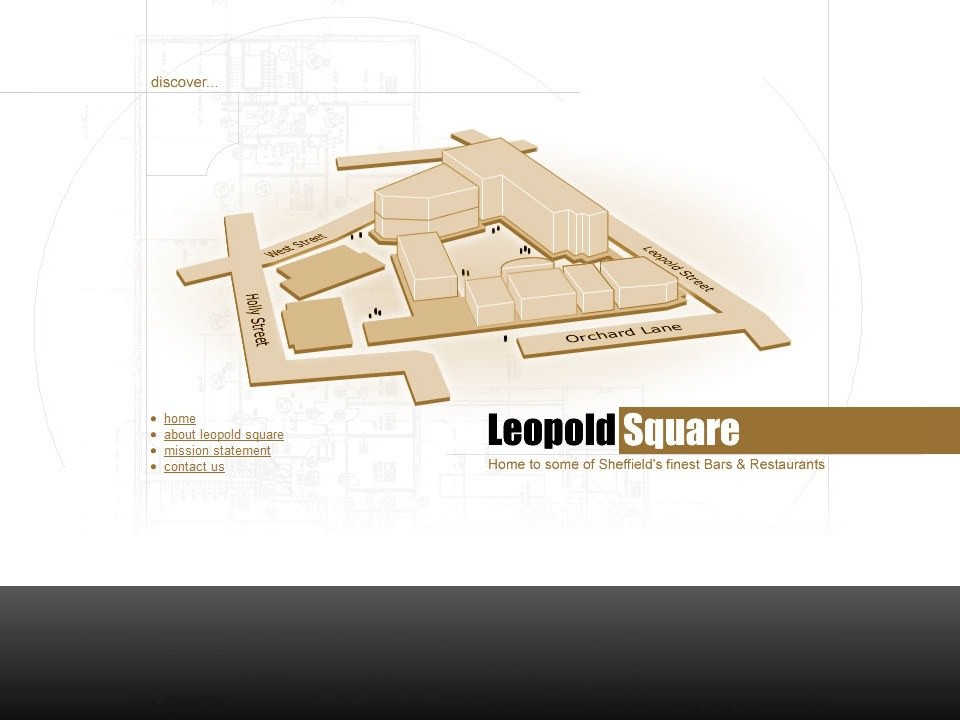 discover...
West Street
Leopold Street
Holly Street
Orchard Lane
home
about leopold square
mission statement
contact us
Leopold Square
Home to some of Sheffield's finest Bars & Restaurants